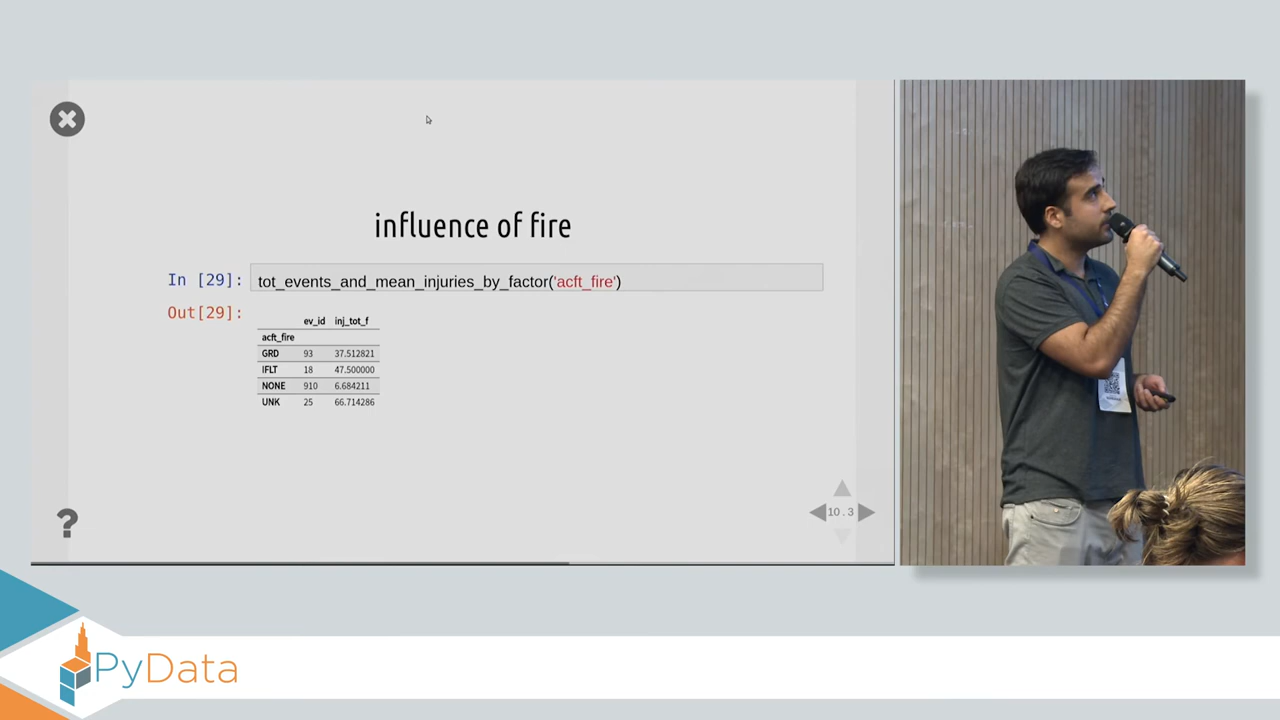 influence of fire
In [29]: tot_events_and_mean_injuries_by_factor('acft_fire')
Out[29]:
ev_id inj_tot_f
acft_fire
GRD 93 37.512821
IFLT 18 47.500000
NONE 910 6.684211
UNK 25 66.714286
10.3
?
PyData